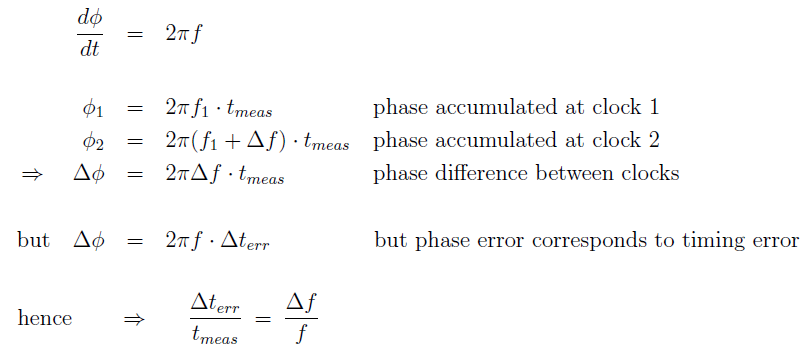 dϕ/dt = 2πf
ϕ₁ = 2πf₁ · t_meas phase accumulated at clock 1
ϕ₂ = 2π(f₁ + Δf) · t_meas phase accumulated at clock 2
⇒ Δϕ = 2πΔf · t_meas phase difference between clocks
but Δϕ = 2πf · Δt_err but phase error corresponds to timing error
hence ⇒ Δt_err/t_meas = Δf/f